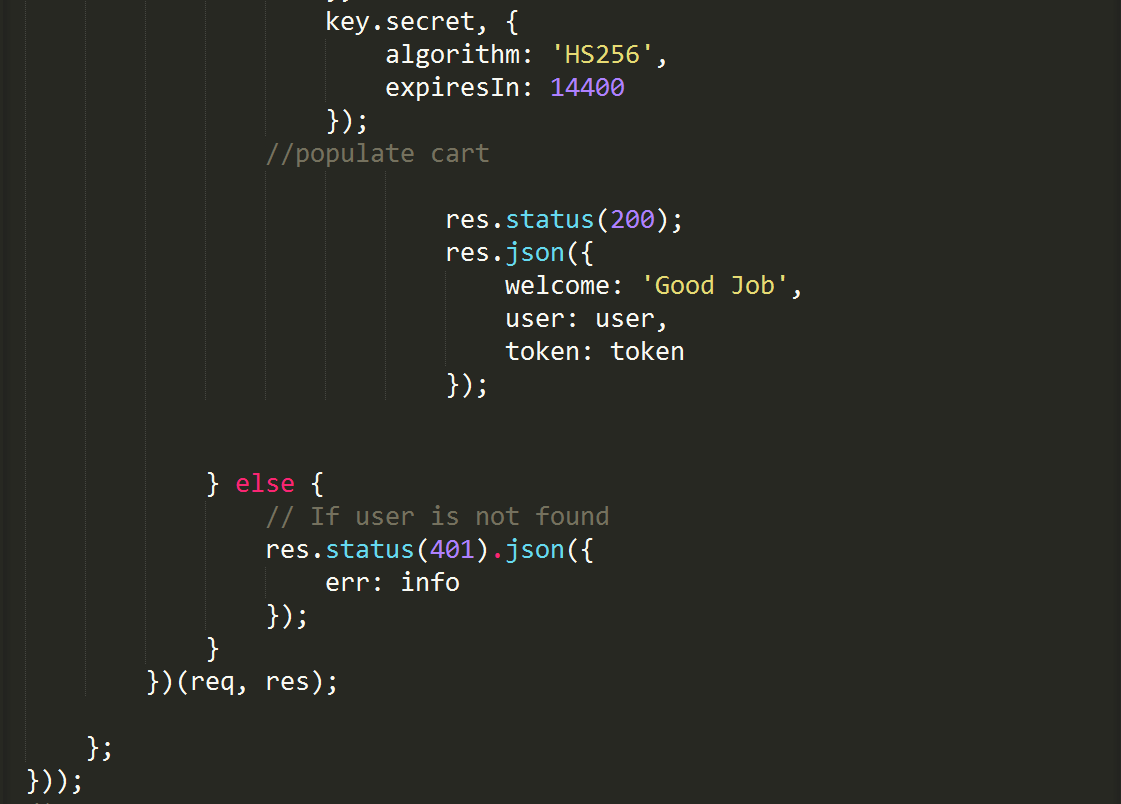 key.secret, {
algorithm: 'HS256',
expiresIn: 14400
});
//populate cart
res.status(200);
res.json({
welcome: 'Good Job',
user: user,
token: token
});
} else {
// If user is not found
res.status(401).json({
err: info
});
}
})(req, res);
};
}));